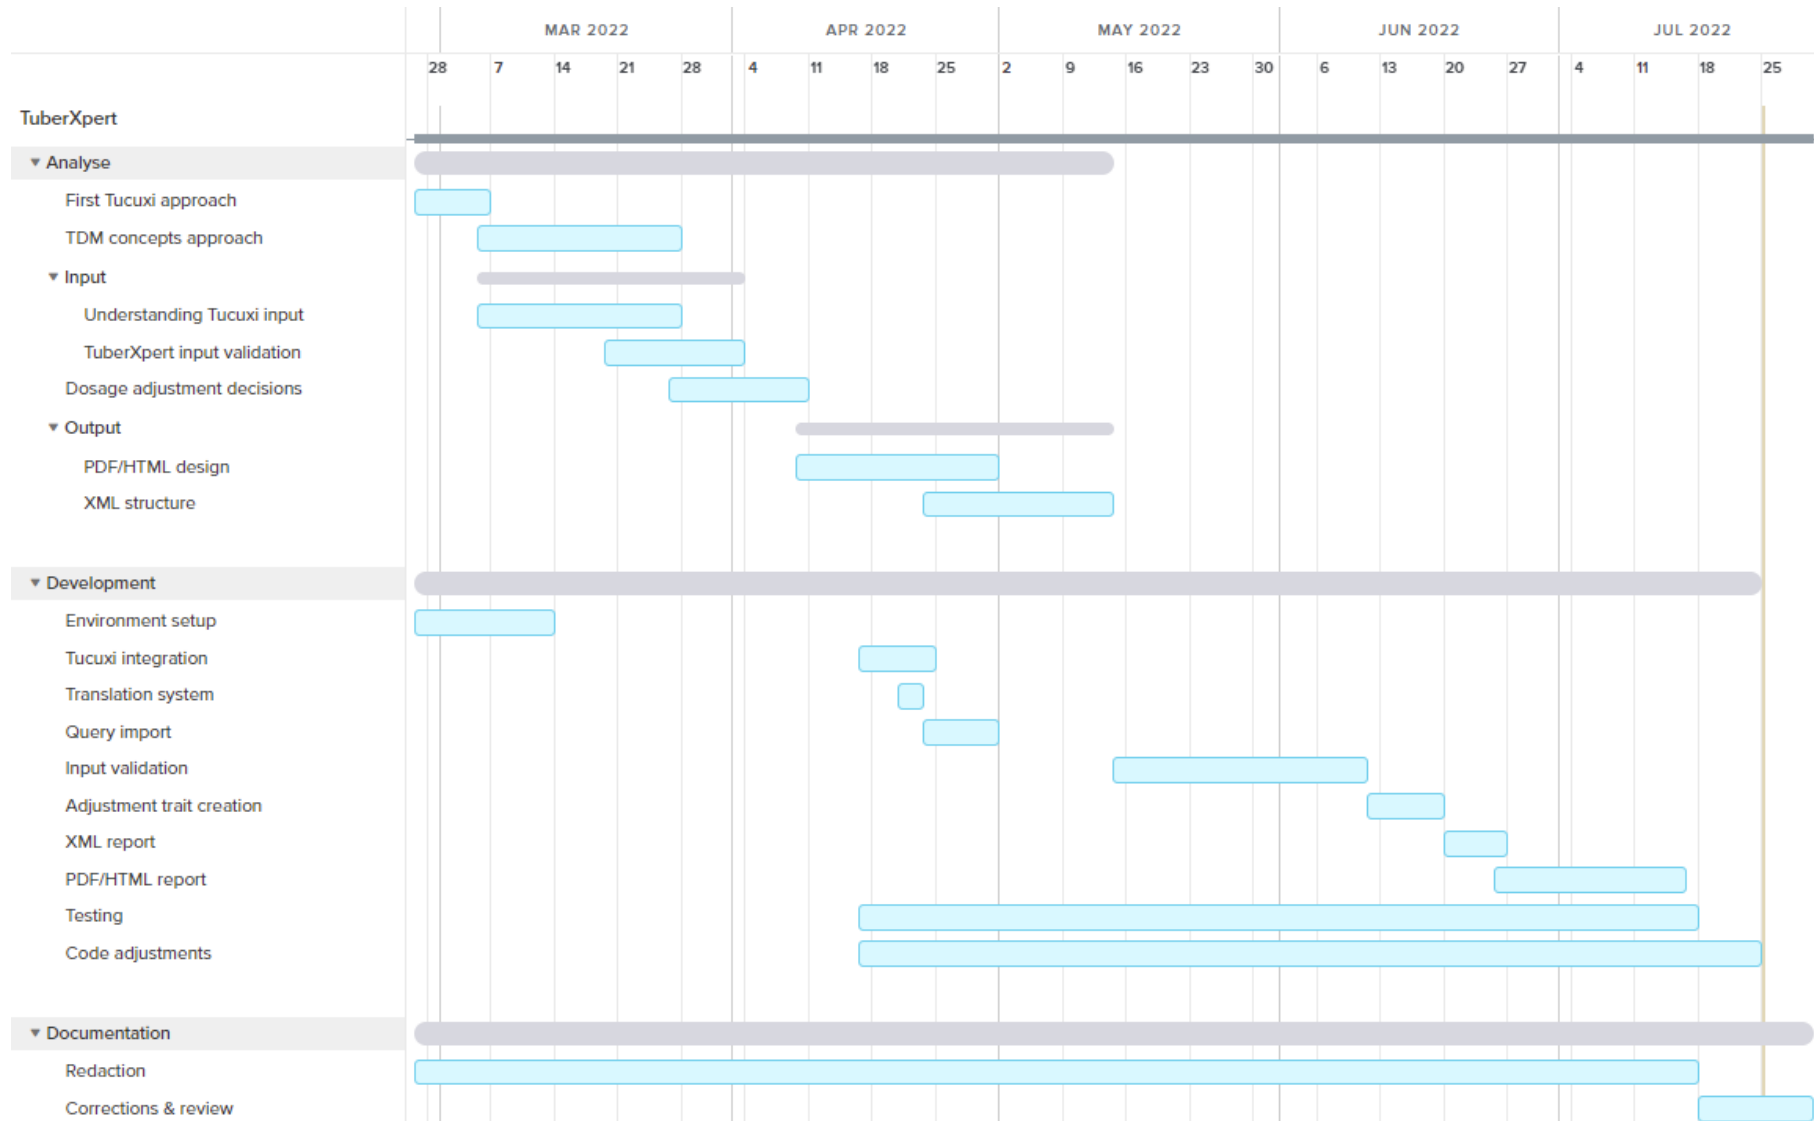 MAR 2022 APR 2022 MAY 2022 JUN 2022 JUL 2022
28 7 14 21 28 4 11 18 25 2 9 16 23 30 6 13 20 27 4 11 18 25
TuberXpert
Analyse
First Tucuxi approach
TDM concepts approach
Input
Understanding Tucuxi input
TuberXpert input validation
Dosage adjustment decisions
Output
PDF/HTML design
XML structure
Development
Environment setup
Tucuxi integration
Translation system
Query import
Input validation
Adjustment trait creation
XML report
PDF/HTML report
Testing
Code adjustments
Documentation
Redaction
Corrections & review